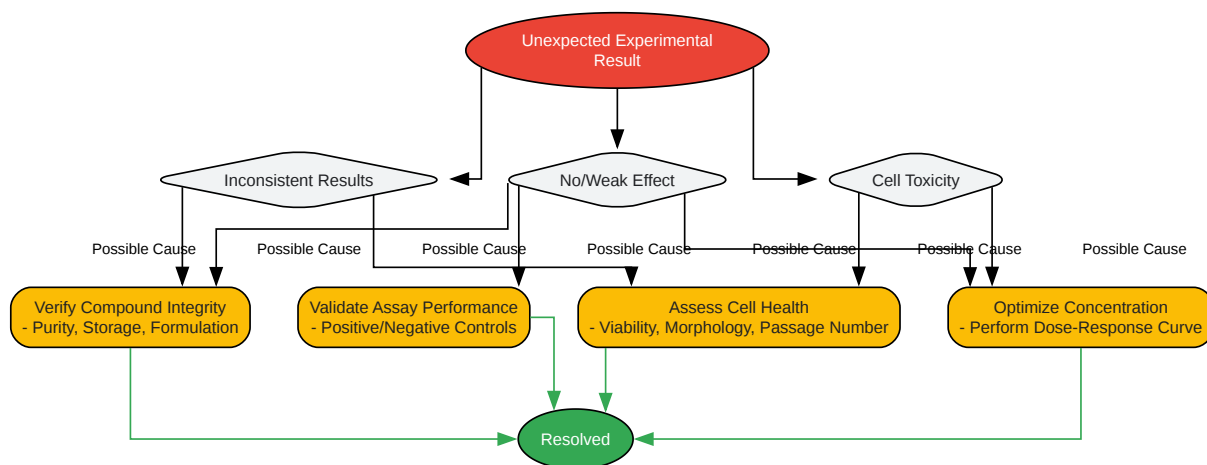 Unexpected Experimental
Result
Inconsistent Results
No/Weak Effect
Cell Toxicity
Possible Cause
Possible Cause
Possible Cause
Possible Cause
Possible Cause
Possible Cause
Possible Cause
Verify Compound Integrity
- Purity, Storage, Formulation
Validate Assay Performance
- Positive/Negative Controls
Assess Cell Health
- Viability, Morphology, Passage Number
Optimize Concentration
- Perform Dose-Response Curve
Resolved